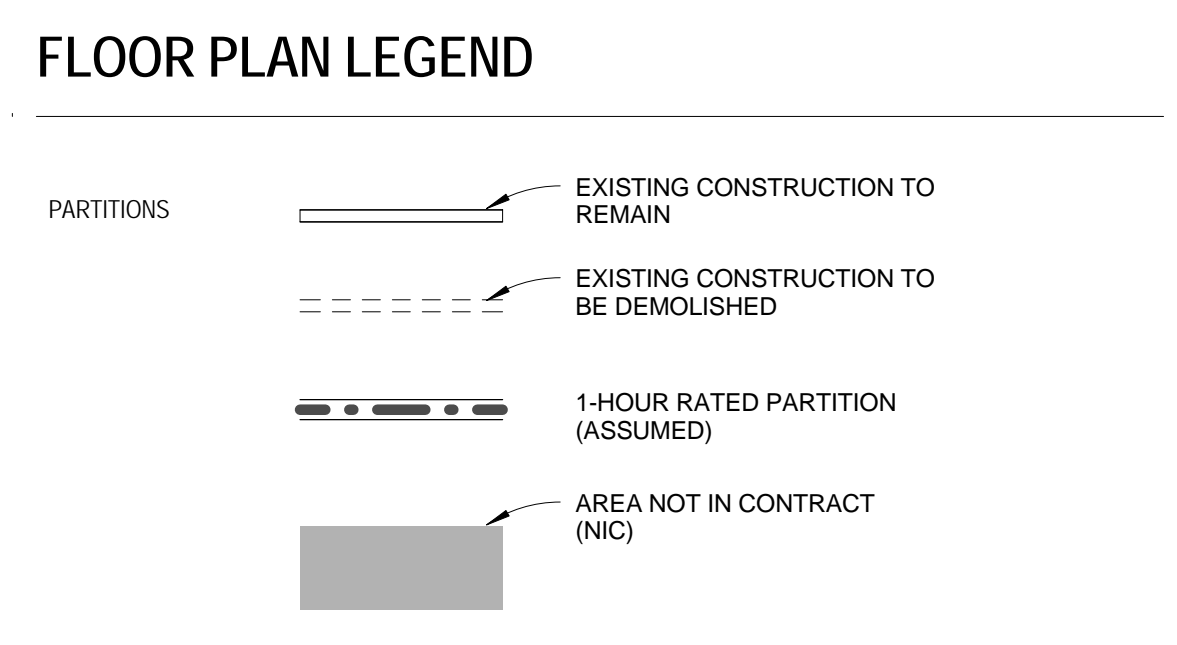 FLOOR PLAN LEGEND
PARTITIONS
EXISTING CONSTRUCTION TO
REMAIN
EXISTING CONSTRUCTION TO
BE DEMOLISHED
1-HOUR RATED PARTITION
(ASSUMED)
AREA NOT IN CONTRACT
(NIC)